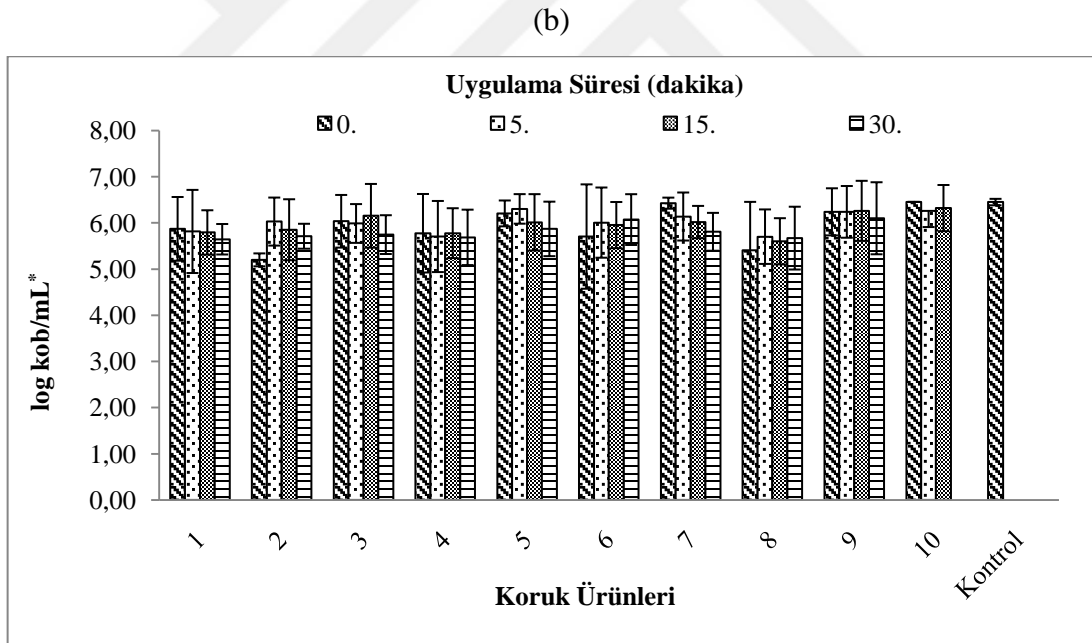 (b)
Uygulama Süresi (dakika)
0. 5. 15. 30.
8,00
7,00
6,00
5,00
4,00
3,00
2,00
1,00
0,00
log kob/mL*
1 2 3 4 5 6 7 8 9 10 Kontrol
Koruk Ürünleri